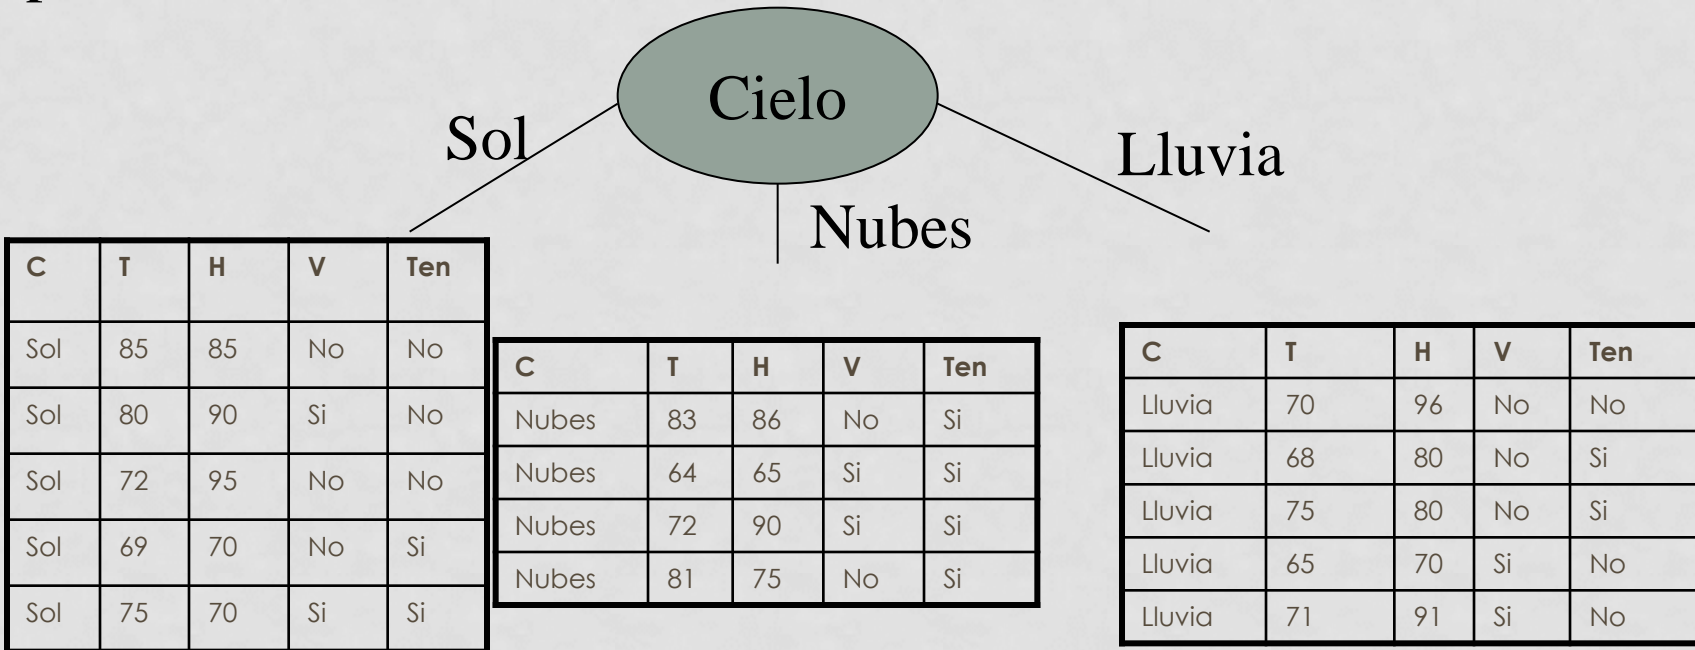 Cielo
Sol
Lluvia
Nubes
C T H V Ten
Sol 85 85 No No
Sol 80 90 Si No
Sol 72 95 No No
Sol 69 70 No Si
Sol 75 70 Si Si
C T H V Ten
Nubes 83 86 No Si
Nubes 64 65 Si Si
Nubes 72 90 Si Si
Nubes 81 75 No Si
C T H V Ten
Lluvia 70 96 No No
Lluvia 68 80 No Si
Lluvia 75 80 No Si
Lluvia 65 70 Si No
Lluvia 71 91 Si No